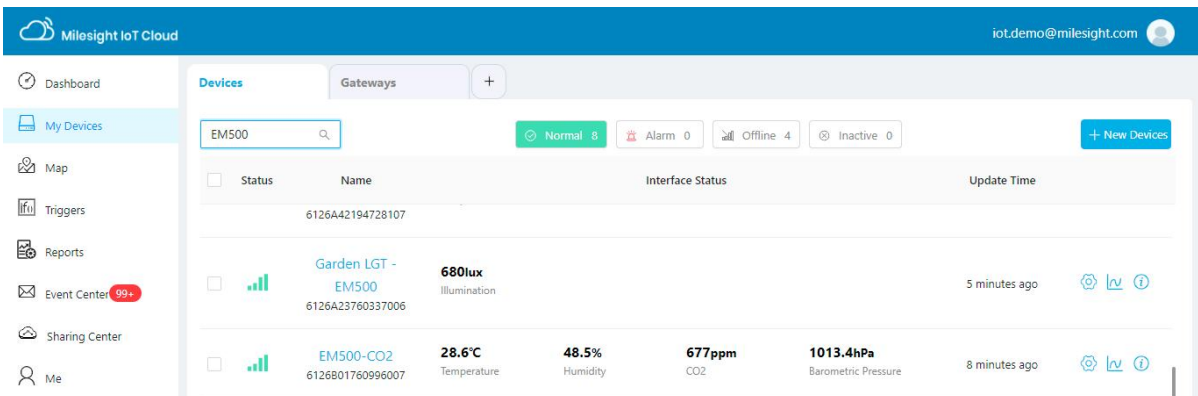 Milesight IoT Cloud
iot.demo@milesight.com
Dashboard
My Devices
Map
Triggers
Reports
Event Center 99+
Sharing Center
Me
Devices
Gateways
+
EM500
Normal 8
Alarm 0
Offline 4
Inactive 0
+ New Devices
Status Name Interface Status Update Time
6126A42194728107
Garden LGT -
EM500
6126A23760337006
680lux
Illumination
5 minutes ago
EM500-CO2
6126B01760996007
28.6℃
Temperature
48.5%
Humidity
677ppm
CO2
1013.4hPa
Barometric Pressure
8 minutes ago